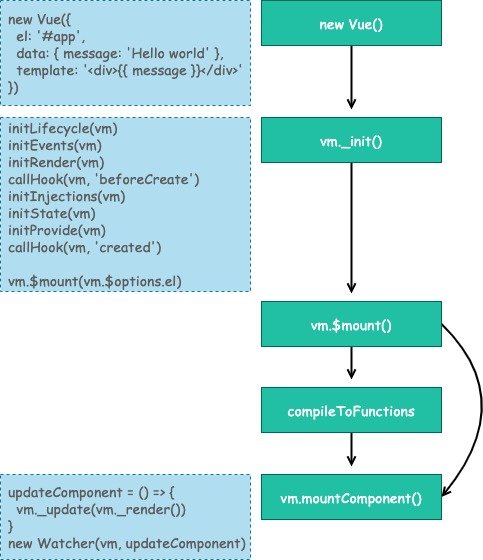 new Vue({
  el: '#app',
  data: { message: 'Hello world' },
  template: '<div>{{ message }}</div>'
})
new Vue()
initLifecycle(vm)
initEvents(vm)
initRender(vm)
callHook(vm, 'beforeCreate')
initInjections(vm)
initState(vm)
initProvide(vm)
callHook(vm, 'created')
vm.$mount(vm.$options.el)
vm._init()
vm.$mount()
compileToFunctions
updateComponent = () => {
  vm._update(vm._render())
}
new Watcher(vm, updateComponent)
vm.mountComponent()